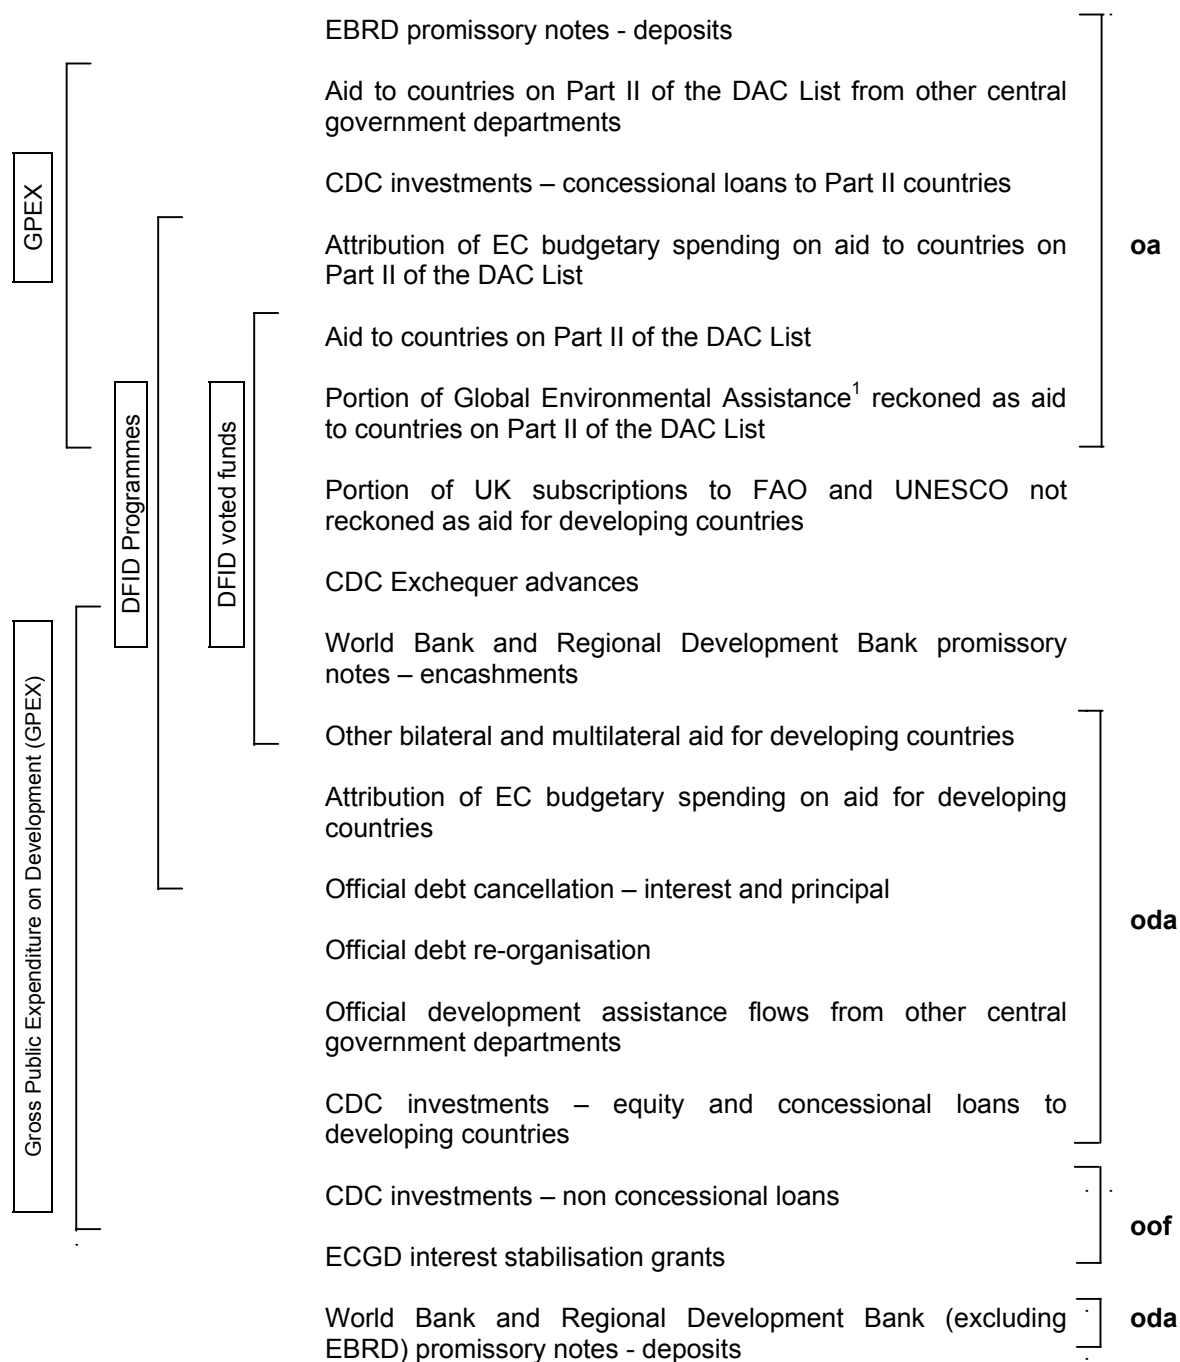 EBRD promissory notes - deposits
Aid to countries on Part II of the DAC List from other central
government departments
CDC investments – concessional loans to Part II countries
Attribution of EC budgetary spending on aid to countries on
Part II of the DAC List
Aid to countries on Part II of the DAC List
Portion of Global Environmental Assistance¹ reckoned as aid
to countries on Part II of the DAC List
Portion of UK subscriptions to FAO and UNESCO not
reckoned as aid for developing countries
CDC Exchequer advances
World Bank and Regional Development Bank promissory
notes – encashments
Other bilateral and multilateral aid for developing countries
Attribution of EC budgetary spending on aid for developing
countries
Official debt cancellation – interest and principal
Official debt re-organisation
Official development assistance flows from other central
government departments
CDC investments – equity and concessional loans to
developing countries
CDC investments – non concessional loans
ECGD interest stabilisation grants
World Bank and Regional Development Bank (excluding
EBRD) promissory notes - deposits
GPEX
DFID Programmes
DFID voted funds
Gross Public Expenditure on Development (GPEX)
oa
oda
oof
oda